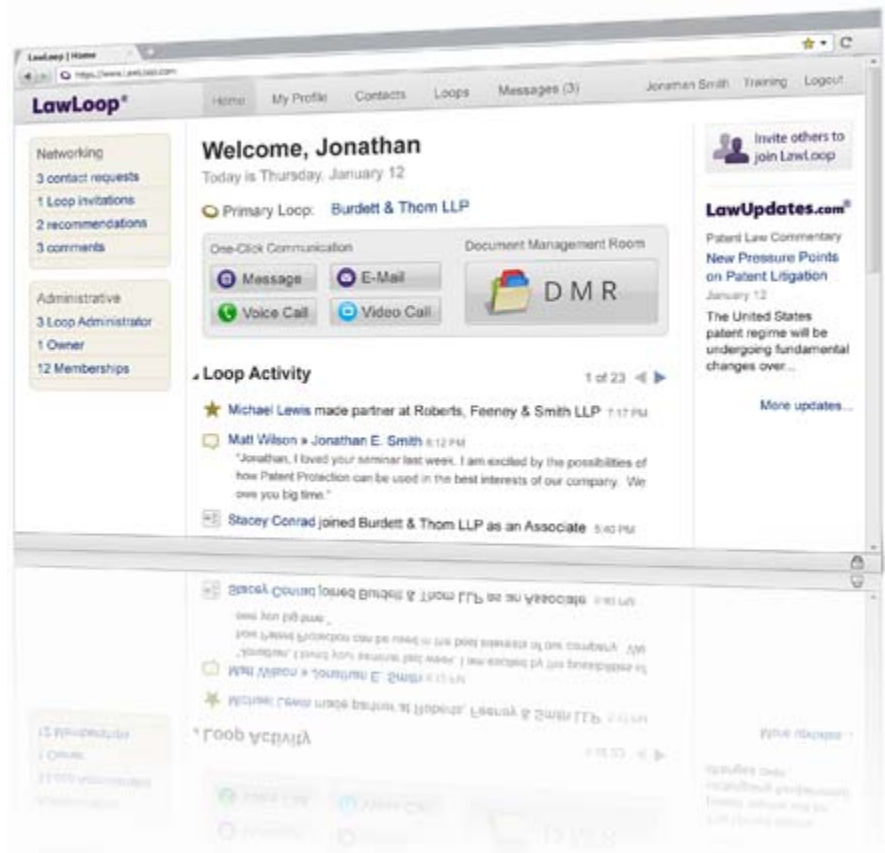 LawLoop | Home
https://www.LawLoop.com
LawLoop®
Home My Profile Contacts Loops Messages (3) Jonathan Smith Training Logout
Networking
3 contact requests
1 Loop invitations
2 recommendations
3 comments
Administrative
3 Loop Administrator
1 Owner
12 Memberships
Welcome, Jonathan
Today is Thursday, January 12
Primary Loop: Burdett & Thom LLP
One-Click Communication
Message E-Mail
Voice Call Video Call
Document Management Room
DMR
Loop Activity 1 of 23
Michael Lewis made partner at Roberts, Feeney & Smith LLP 7:17 PM
Matt Wilson » Jonathan E. Smith 6:12 PM
"Jonathan, I loved your seminar last week. I am excited by the possibilities of
how Patent Protection can be used in the best interests of our company. We
owe you big time."
Stacey Conrad joined Burdett & Thom LLP as an Associate 5:40 PM
Invite others to
join LawLoop
LawUpdates.com®
Patent Law Commentary
New Pressure Points
on Patent Litigation
January 12
The United States
patent regime will be
undergoing fundamental
changes over...
More updates...